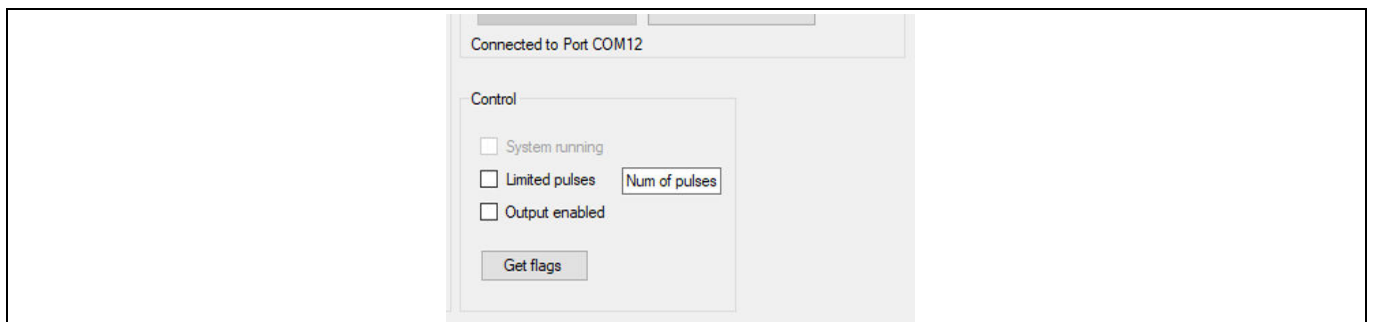 Connected to Port COM12
Control
System running
Limited pulses Num of pulses
Output enabled
Get flags